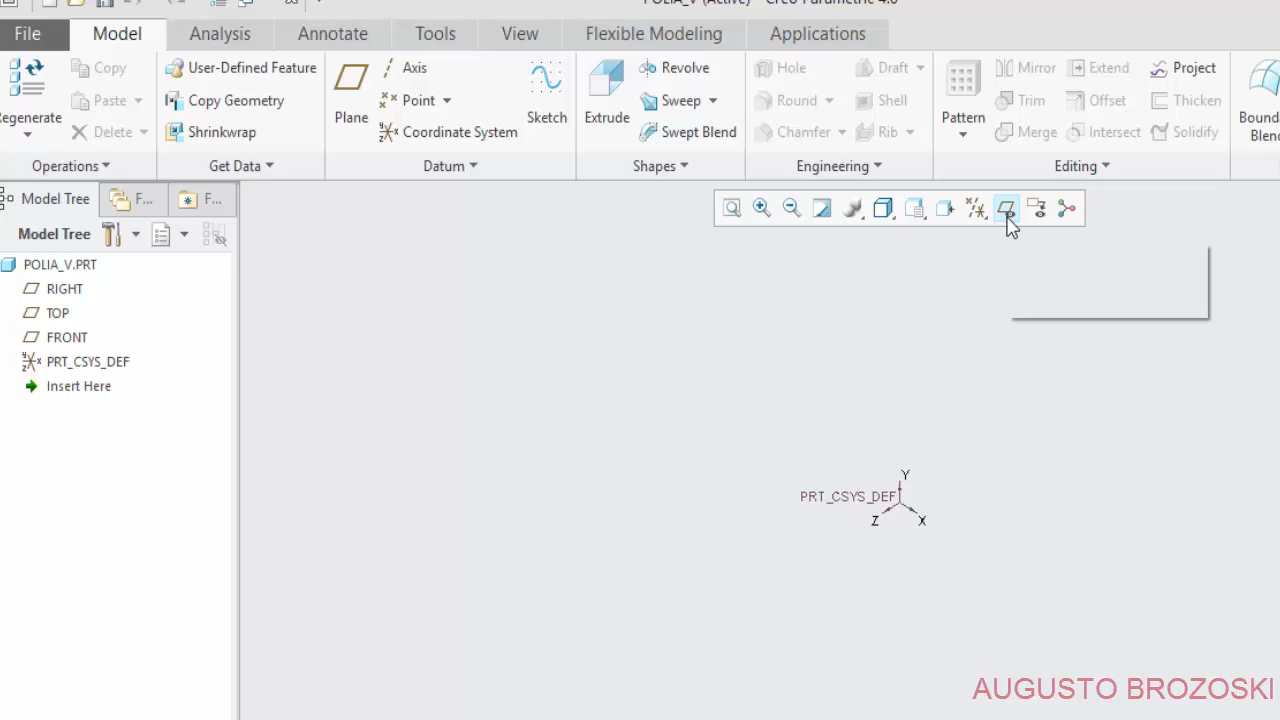 POLIA_V (Active) - Creo Parametric 4.0
File Model Analysis Annotate Tools View Flexible Modeling Applications
Regenerate
Copy
Paste
Delete
Operations
User-Defined Feature
Copy Geometry
Shrinkwrap
Get Data
Plane
Axis
Point
Coordinate System
Sketch
Datum
Extrude
Revolve
Sweep
Swept Blend
Shapes
Hole
Round
Chamfer
Draft
Shell
Rib
Engineering
Pattern
Mirror
Trim
Merge
Extend
Offset
Intersect
Project
Thicken
Solidify
Editing
Blend
Model Tree F... F...
Model Tree
POLIA_V.PRT
RIGHT
TOP
FRONT
PRT_CSYS_DEF
Insert Here
Y
PRT_CSYS_DEF
Z X
AUGUSTO BROZOSKI